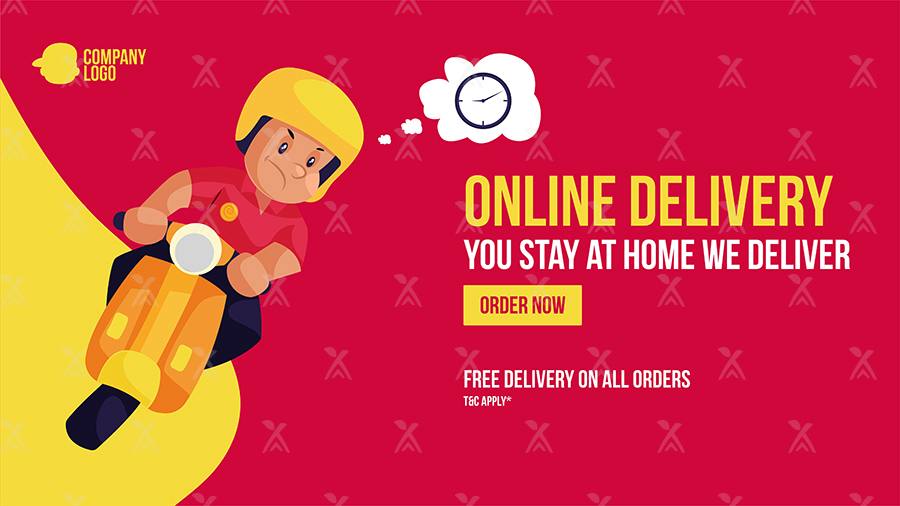 COMPANY
LOGO
ONLINE DELIVERY
YOU STAY AT HOME WE DELIVER
ORDER NOW
FREE DELIVERY ON ALL ORDERS
T&C APPLY*